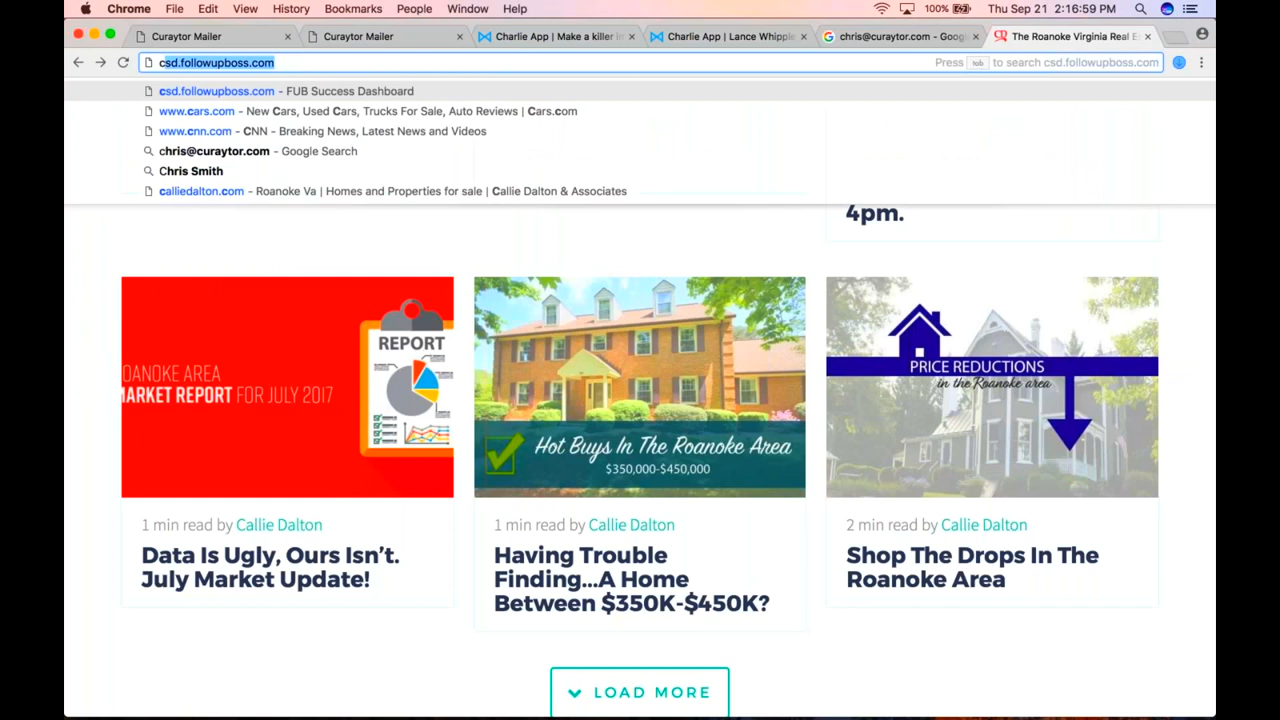 Chrome File Edit View History Bookmarks People Window Help 100% Thu Sep 21 2:16:59 PM
Curaytor Mailer × Curaytor Mailer × Charlie App | Make a killer in × Charlie App | Lance Whipple × chris@curaytor.com - Google × The Roanoke Virginia Real E ×
csd.followupboss.com Press tab to search csd.followupboss.com
csd.followupboss.com - FUB Success Dashboard
www.cars.com - New Cars, Used Cars, Trucks For Sale, Auto Reviews | Cars.com
www.cnn.com - CNN - Breaking News, Latest News and Videos
chris@curaytor.com - Google Search
Chris Smith
calliedalton.com - Roanoke Va | Homes and Properties for sale | Callie Dalton & Associates
4pm.
REPORT
OANOKE AREA
MARKET REPORT FOR JULY 2017
Hot Buys In The Roanoke Area
$350,000-$450,000
PRICE REDUCTIONS
in the Roanoke area
1 min read by Callie Dalton
Data Is Ugly, Ours Isn't.
July Market Update!
1 min read by Callie Dalton
Having Trouble
Finding...A Home
Between $350K-$450K?
2 min read by Callie Dalton
Shop The Drops In The
Roanoke Area
LOAD MORE